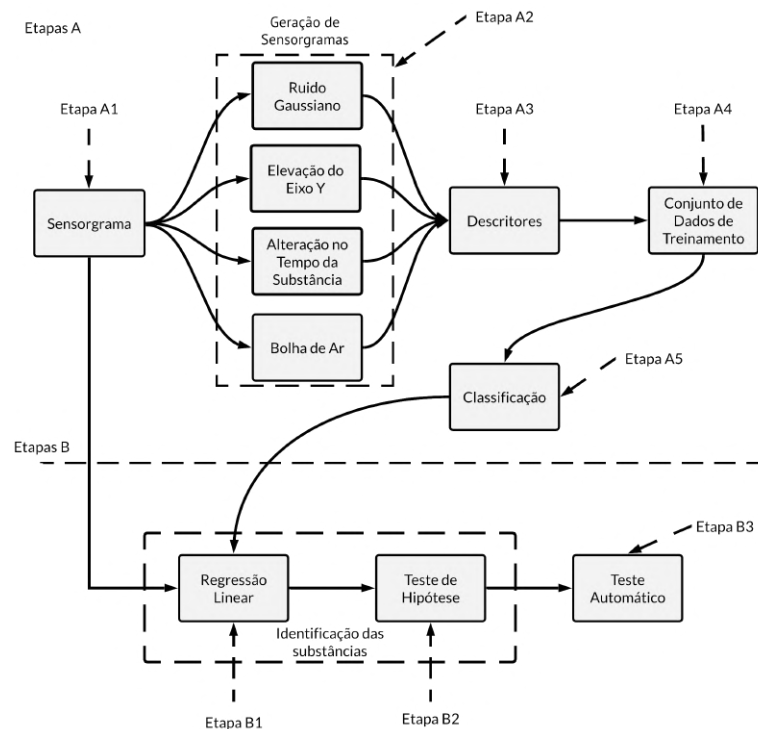 Etapas A
Geração de
Sensorgramas
Etapa A2
Ruido
Gaussiano
Etapa A1
Etapa A3
Etapa A4
Elevação do
Eixo Y
Sensorgrama
Descritores
Conjunto de
Dados de
Treinamento
Alteração no
Tempo da
Substância
Bolha de Ar
Etapa A5
Classificação
Etapas B
Etapa B3
Regressão
Linear
Teste de
Hipótese
Teste
Automático
Identificação das
substâncias
Etapa B1
Etapa B2